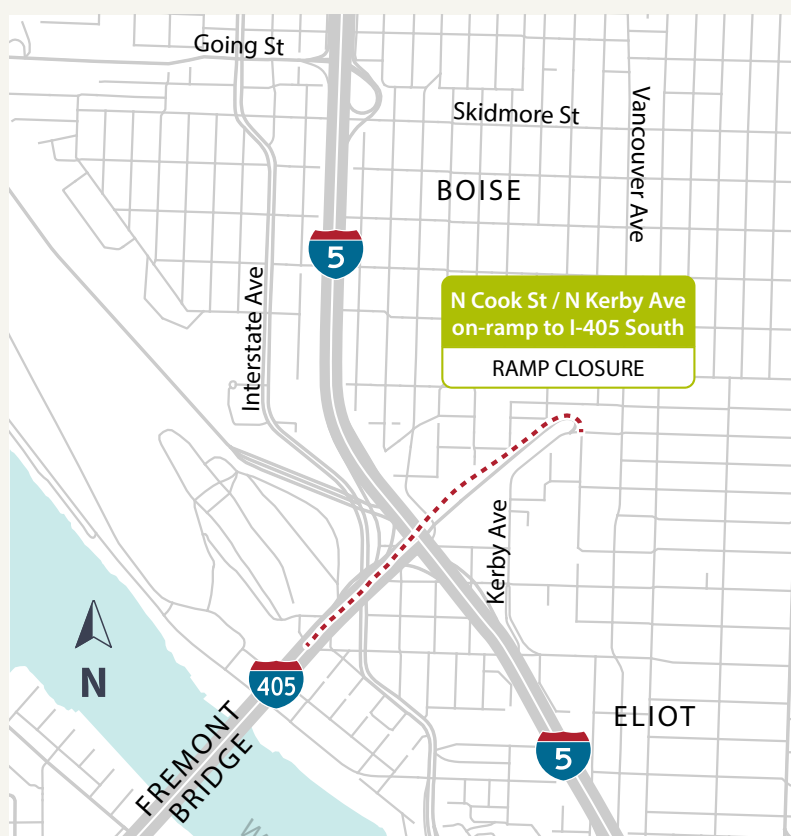 Going St
Skidmore St
Vancouver Ave
BOISE
5
Interstate Ave
N Cook St / N Kerby Ave
on-ramp to I-405 South
RAMP CLOSURE
Kerby Ave
N
405
ELIOT
FREMONT
BRIDGE
5